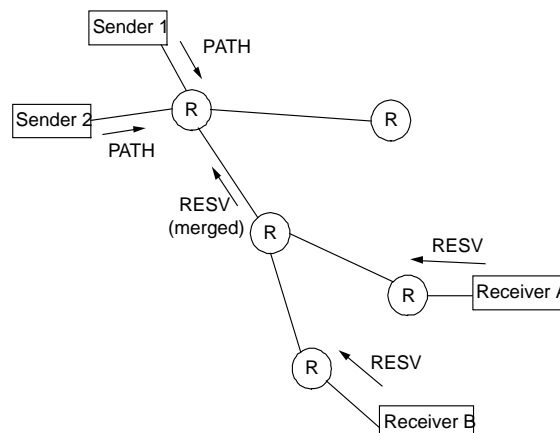 Sender 1
PATH
Sender 2
R
R
PATH
RESV
(merged)
R
RESV
R
Receiver A
R
RESV
Receiver B